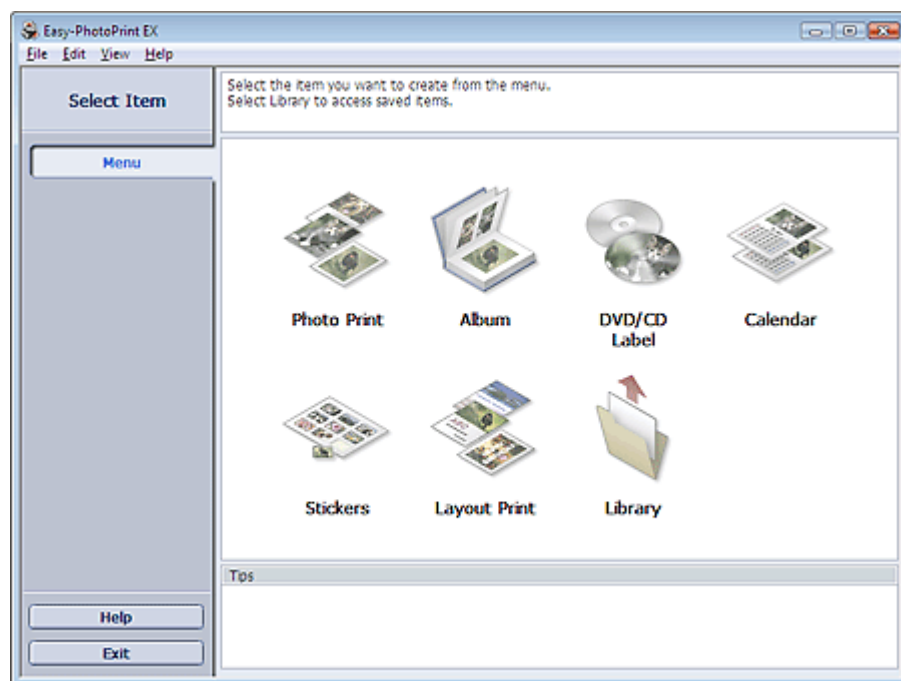 Easy-PhotoPrint EX
File Edit View Help
Select Item
Select the item you want to create from the menu.
Select Library to access saved items.
Menu
Photo Print
Album
DVD/CD
Label
Calendar
Stickers
Layout Print
Library
Tips
Help
Exit